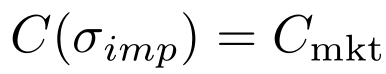 C(σ_{imp}) = C_{mkt}